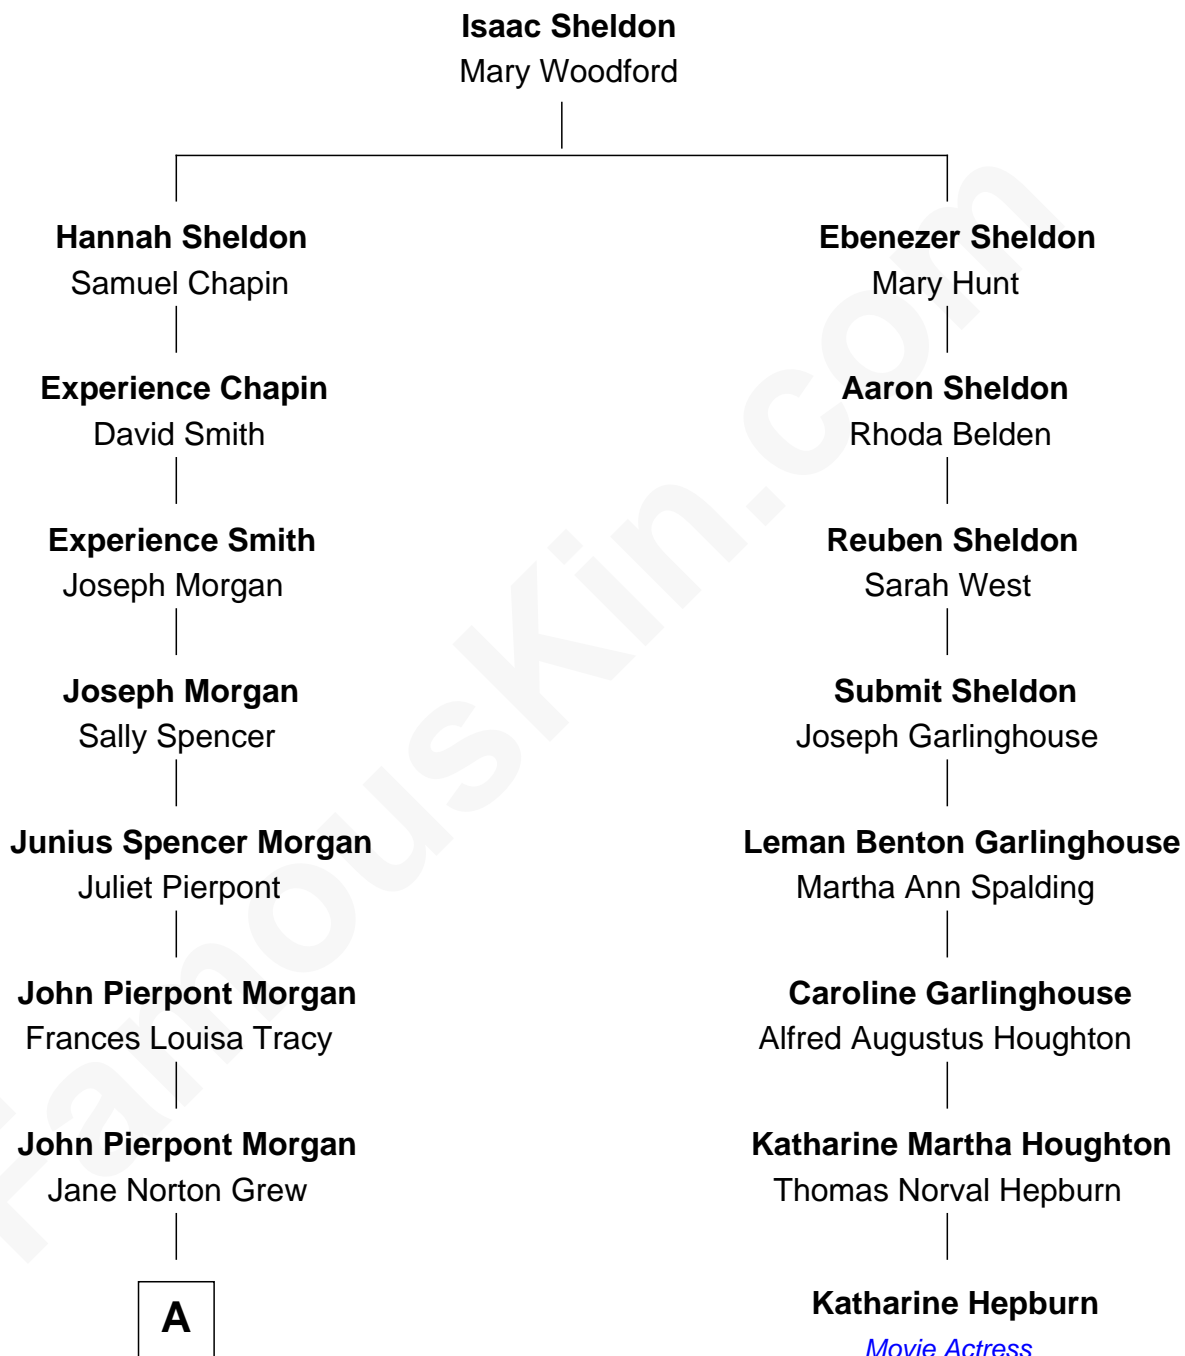 Isaac Sheldon
Mary Woodford
Hannah Sheldon
Samuel Chapin
Ebenezer Sheldon
Mary Hunt
Experience Chapin
David Smith
Aaron Sheldon
Rhoda Belden
Experience Smith
Joseph Morgan
Reuben Sheldon
Sarah West
Joseph Morgan
Sally Spencer
Submit Sheldon
Joseph Garlinghouse
Junius Spencer Morgan
Juliet Pierpont
Leman Benton Garlinghouse
Martha Ann Spalding
John Pierpont Morgan
Frances Louisa Tracy
Caroline Garlinghouse
Alfred Augustus Houghton
John Pierpont Morgan
Jane Norton Grew
Katharine Martha Houghton
Thomas Norval Hepburn
A
Katharine Hepburn
Movie Actress
FamousKin.com